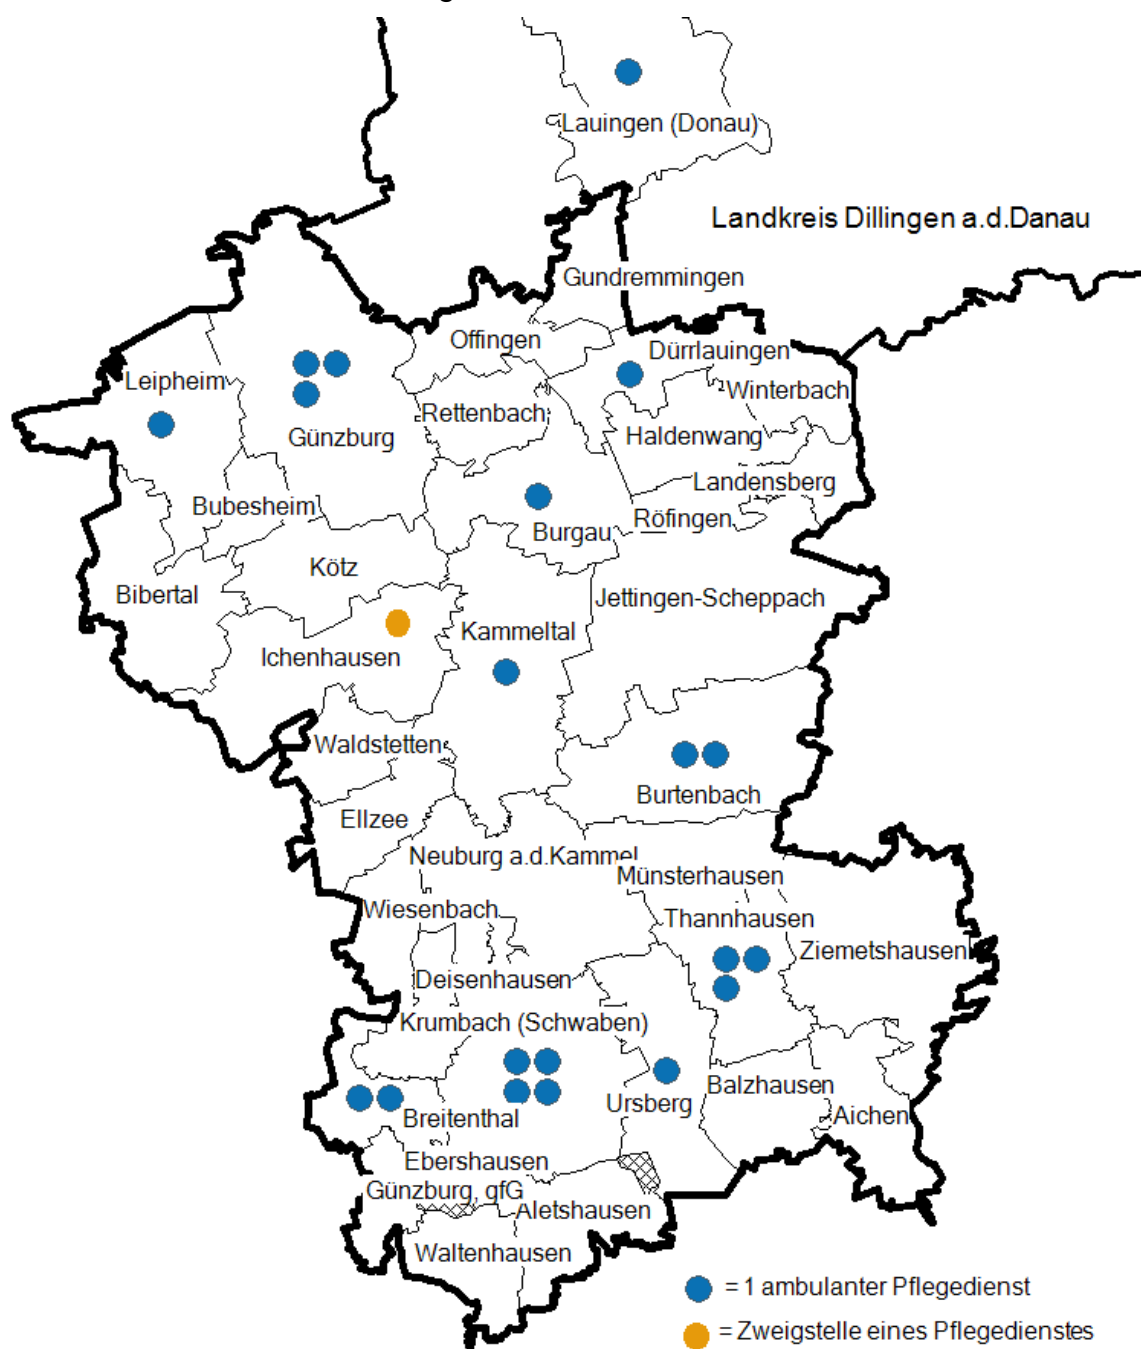 Lauingen (Donau)
Landkreis Dillingen a.d.Danau
Gundremmingen
Offingen
Dürrlauingen
Leipheim
Winterbach
Rettenbach
Günzburg
Haldenwang
Landensberg
Bubesheim
Röfingen
Burgau
Kötz
Bibertal
Jettingen-Scheppach
Kammeltal
Ichenhausen
Waldstetten
Burtenbach
Ellzee
Neuburg a.d.Kammel
Münsterhausen
Wiesenbach
Thannhausen
Ziemetshausen
Deisenhausen
Krumbach (Schwaben)
Balzhausen
Ursberg
Aichen
Breitenthal
Ebershausen
Günzburg, gfG
Aletshausen
Waltenhausen
= 1 ambulanter Pflegedienst
= Zweigstelle eines Pflegedienstes